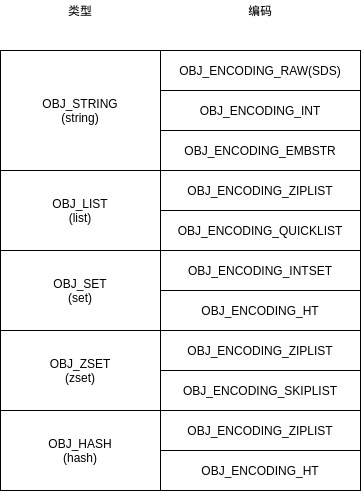 类型
编码
OBJ_STRING
(string)
OBJ_ENCODING_RAW(SDS)
OBJ_ENCODING_INT
OBJ_ENCODING_EMBSTR
OBJ_LIST
(list)
OBJ_ENCODING_ZIPLIST
OBJ_ENCODING_QUICKLIST
OBJ_SET
(set)
OBJ_ENCODING_INTSET
OBJ_ENCODING_HT
OBJ_ZSET
(zset)
OBJ_ENCODING_ZIPLIST
OBJ_ENCODING_SKIPLIST
OBJ_HASH
(hash)
OBJ_ENCODING_ZIPLIST
OBJ_ENCODING_HT